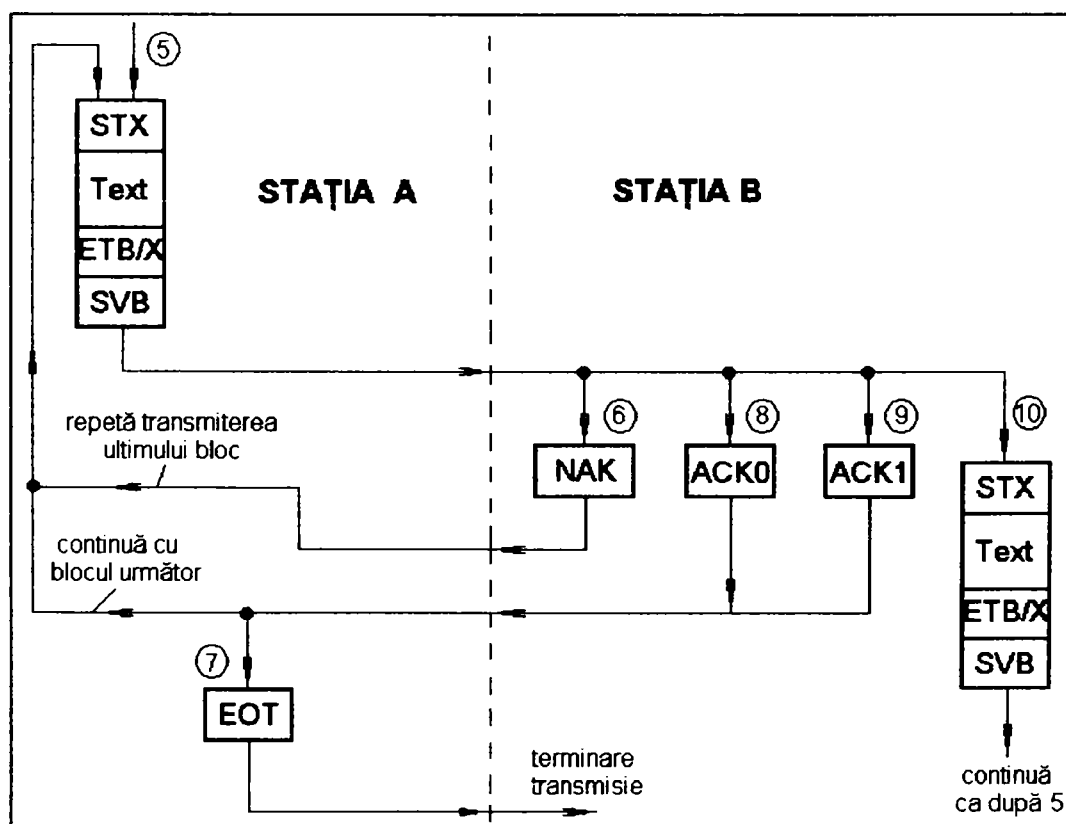 5
STX
Text
ETB/X
SVB
STAȚIA A
STAȚIA B
repetă transmiterea
ultimului bloc
6
8
9
10
NAK
ACK0
ACK1
STX
Text
ETB/X
SVB
continuă cu
blocul următor
7
EOT
terminare
transmisie
continuă
ca după 5